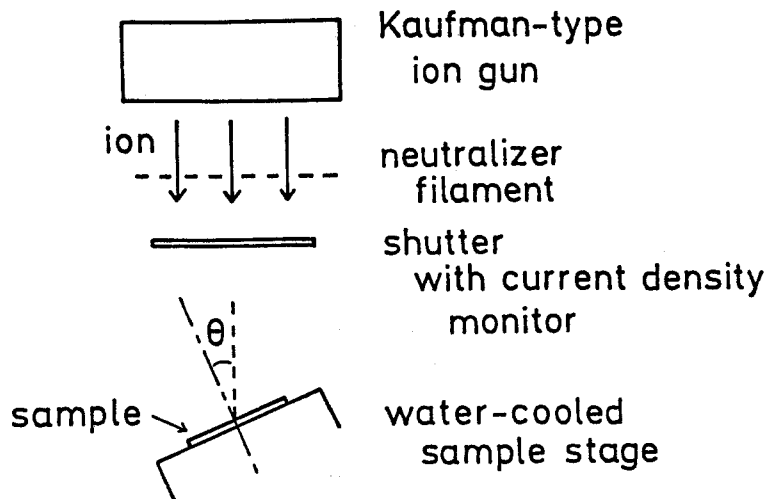 Kaufman-type
ion gun
ion
neutralizer
filament
shutter
with current density
monitor
θ
sample
water-cooled
sample stage